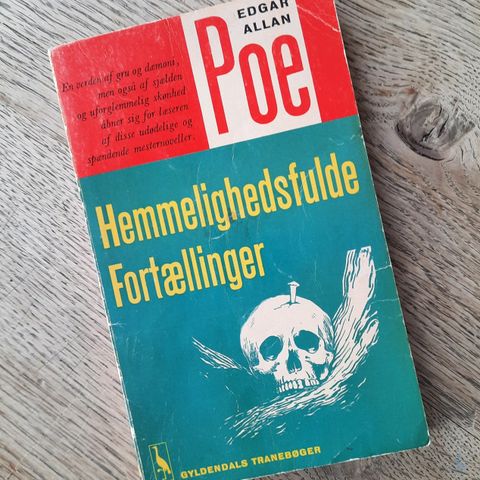 EDGAR
ALLAN
Poe
En verden af gru og dæmoni,
men også af sjælden
og uforglemmelig skønhed
åbner sig for læseren
af disse udødelige og
spændende mesternoveller.
Hemmelighedsfulde
Fortællinger
GYLDENDALS TRANEBØGER